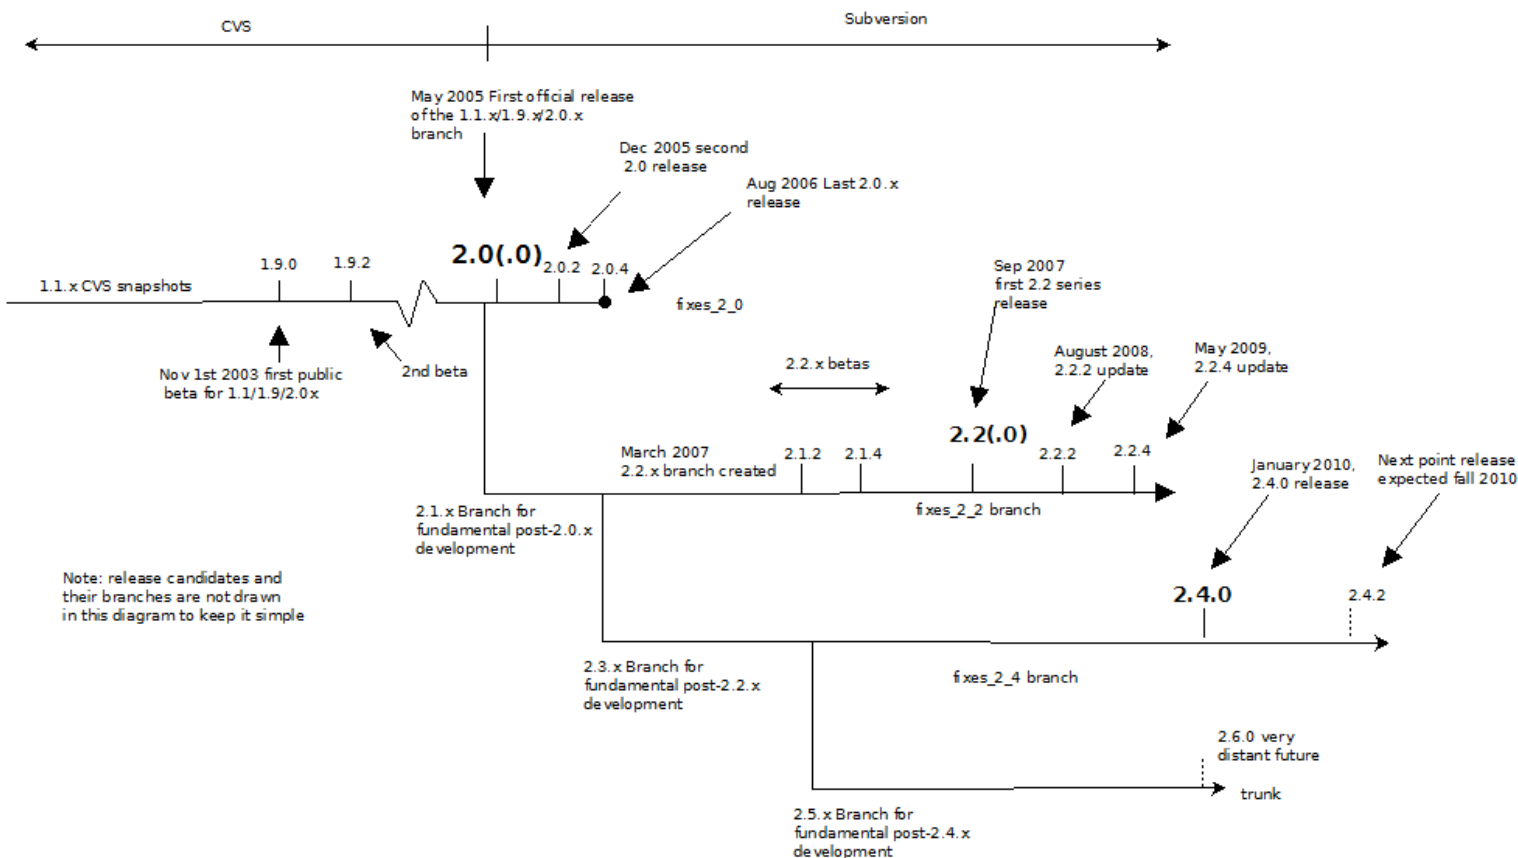 CVS
Subversion
May 2005 First official release
of the 1.1.x/1.9.x/2.0.x
branch
Dec 2005 second
2.0 release
Aug 2006 Last 2.0.x
release
2.0(.0)
1.9.0
1.9.2
2.0.2
2.0.4
1.1.x CVS snapshots
fixes_2_0
Nov 1st 2003 first public
beta for 1.1/1.9/2.0x
2nd beta
Sep 2007
first 2.2 series
release
2.2.x betas
August 2008,
2.2.2 update
May 2009,
2.2.4 update
March 2007
2.2.x branch created
2.1.2
2.1.4
2.2(.0)
2.2.2
2.2.4
fixes_2_2 branch
2.1.x Branch for
fundamental post-2.0.x
development
January 2010,
2.4.0 release
Next point release
expected fall 2010
Note: release candidates and
their branches are not drawn
in this diagram to keep it simple
2.4.0
2.4.2
2.3.x Branch for
fundamental post-2.2.x
development
fixes_2_4 branch
2.6.0 very
distant future
trunk
2.5.x Branch for
fundamental post-2.4.x
development